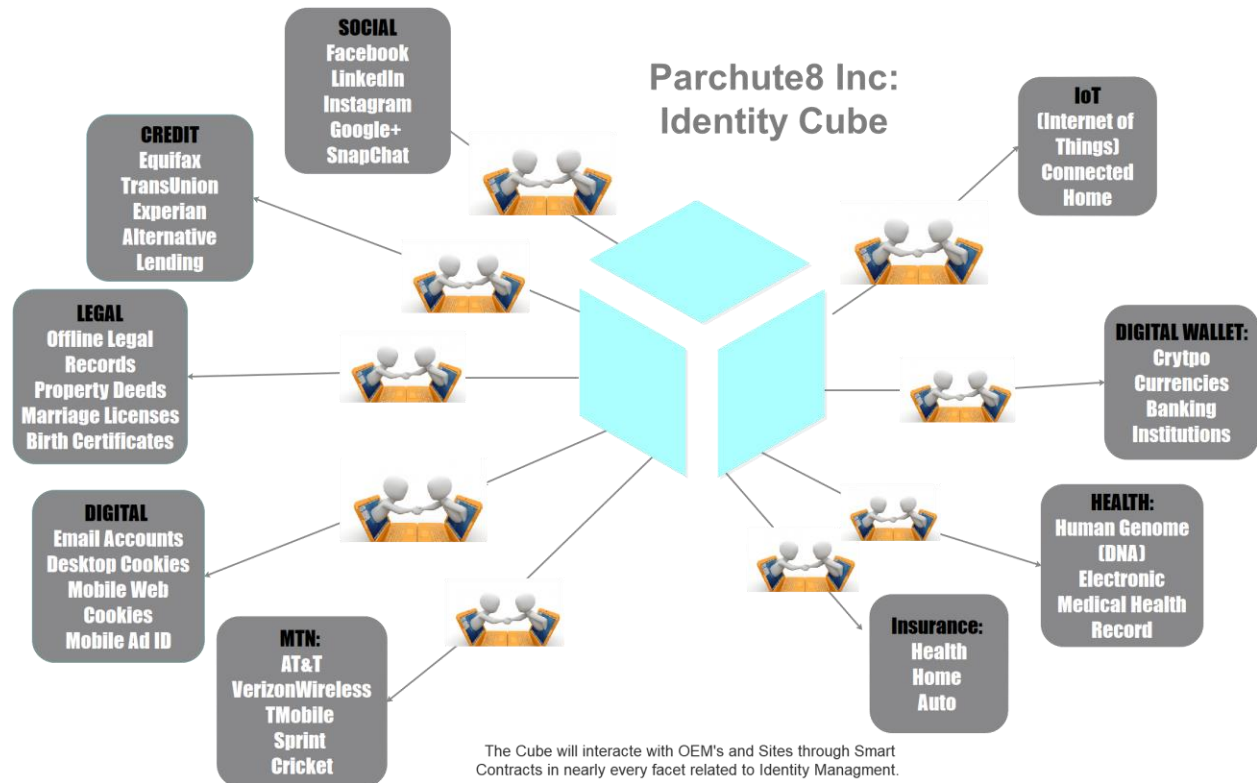 Parchute8 Inc:
Identity Cube
SOCIAL
Facebook
LinkedIn
Instagram
Google+
SnapChat
CREDIT
Equifax
TransUnion
Experian
Alternative
Lending
LEGAL
Offline Legal
Records
Property Deeds
Marriage Licenses
Birth Certificates
DIGITAL
Email Accounts
Desktop Cookies
Mobile Web
Cookies
Mobile Ad ID
MTN:
AT&T
VerizonWireless
TMobile
Sprint
Cricket
IoT
(Internet of
Things)
Connected
Home
DIGITAL WALLET:
Crytpo
Currencies
Banking
Institutions
HEALTH:
Human Genome
(DNA)
Electronic
Medical Health
Record
Insurance:
Health
Home
Auto
The Cube will interacte with OEM's and Sites through Smart
Contracts in nearly every facet related to Identity Managment.